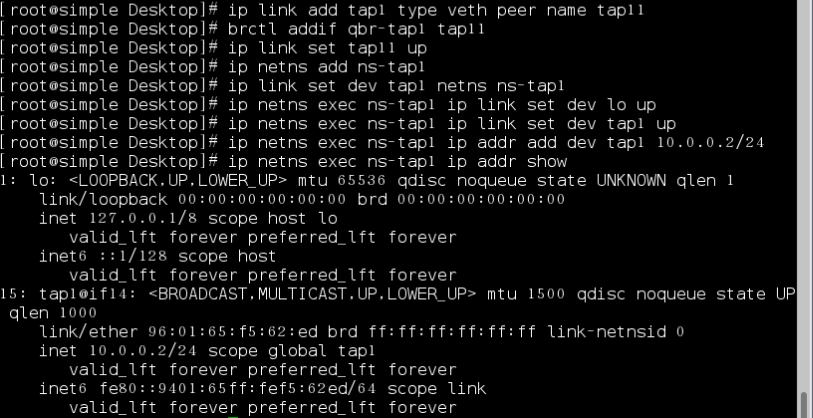 [root@simple Desktop]# ip link add tap1 type veth peer name tap11
[root@simple Desktop]# brctl addif qbr-tap1 tap11
[root@simple Desktop]# ip link set tap11 up
[root@simple Desktop]# ip netns add ns-tap1
[root@simple Desktop]# ip link set dev tap1 netns ns-tap1
[root@simple Desktop]# ip netns exec ns-tap1 ip link set dev lo up
[root@simple Desktop]# ip netns exec ns-tap1 ip link set dev tap1 up
[root@simple Desktop]# ip netns exec ns-tap1 ip addr add dev tap1 10.0.0.2/24
[root@simple Desktop]# ip netns exec ns-tap1 ip addr show
1: lo: <LOOPBACK,UP,LOWER_UP> mtu 65536 qdisc noqueue state UNKNOWN qlen 1
    link/loopback 00:00:00:00:00:00 brd 00:00:00:00:00:00
    inet 127.0.0.1/8 scope host lo
       valid_lft forever preferred_lft forever
    inet6 ::1/128 scope host
       valid_lft forever preferred_lft forever
15: tap1@if14: <BROADCAST,MULTICAST,UP,LOWER_UP> mtu 1500 qdisc noqueue state UP
 qlen 1000
    link/ether 96:01:65:f5:62:ed brd ff:ff:ff:ff:ff:ff link-netnsid 0
    inet 10.0.0.2/24 scope global tap1
       valid_lft forever preferred_lft forever
    inet6 fe80::9401:65ff:fef5:62ed/64 scope link
       valid_lft forever preferred_lft forever